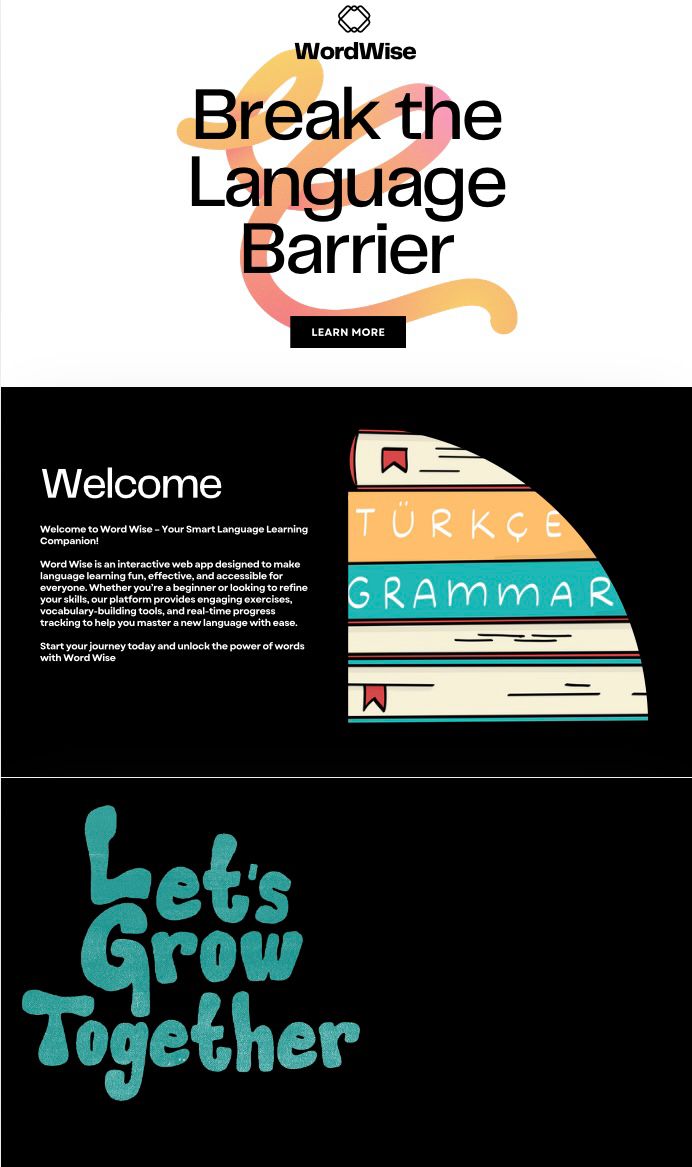 WordWise
Break the
Language
Barrier
LEARN MORE
Welcome
Welcome to Word Wise – Your Smart Language Learning
Companion!
Word Wise is an interactive web app designed to make
language learning fun, effective, and accessible for
everyone. Whether you're a beginner or looking to refine
your skills, our platform provides engaging exercises,
vocabulary-building tools, and real-time progress
tracking to help you master a new language with ease.
Start your journey today and unlock the power of words
with Word Wise
TÜRKÇE
GRAMMAR
Let's
Grow
Together